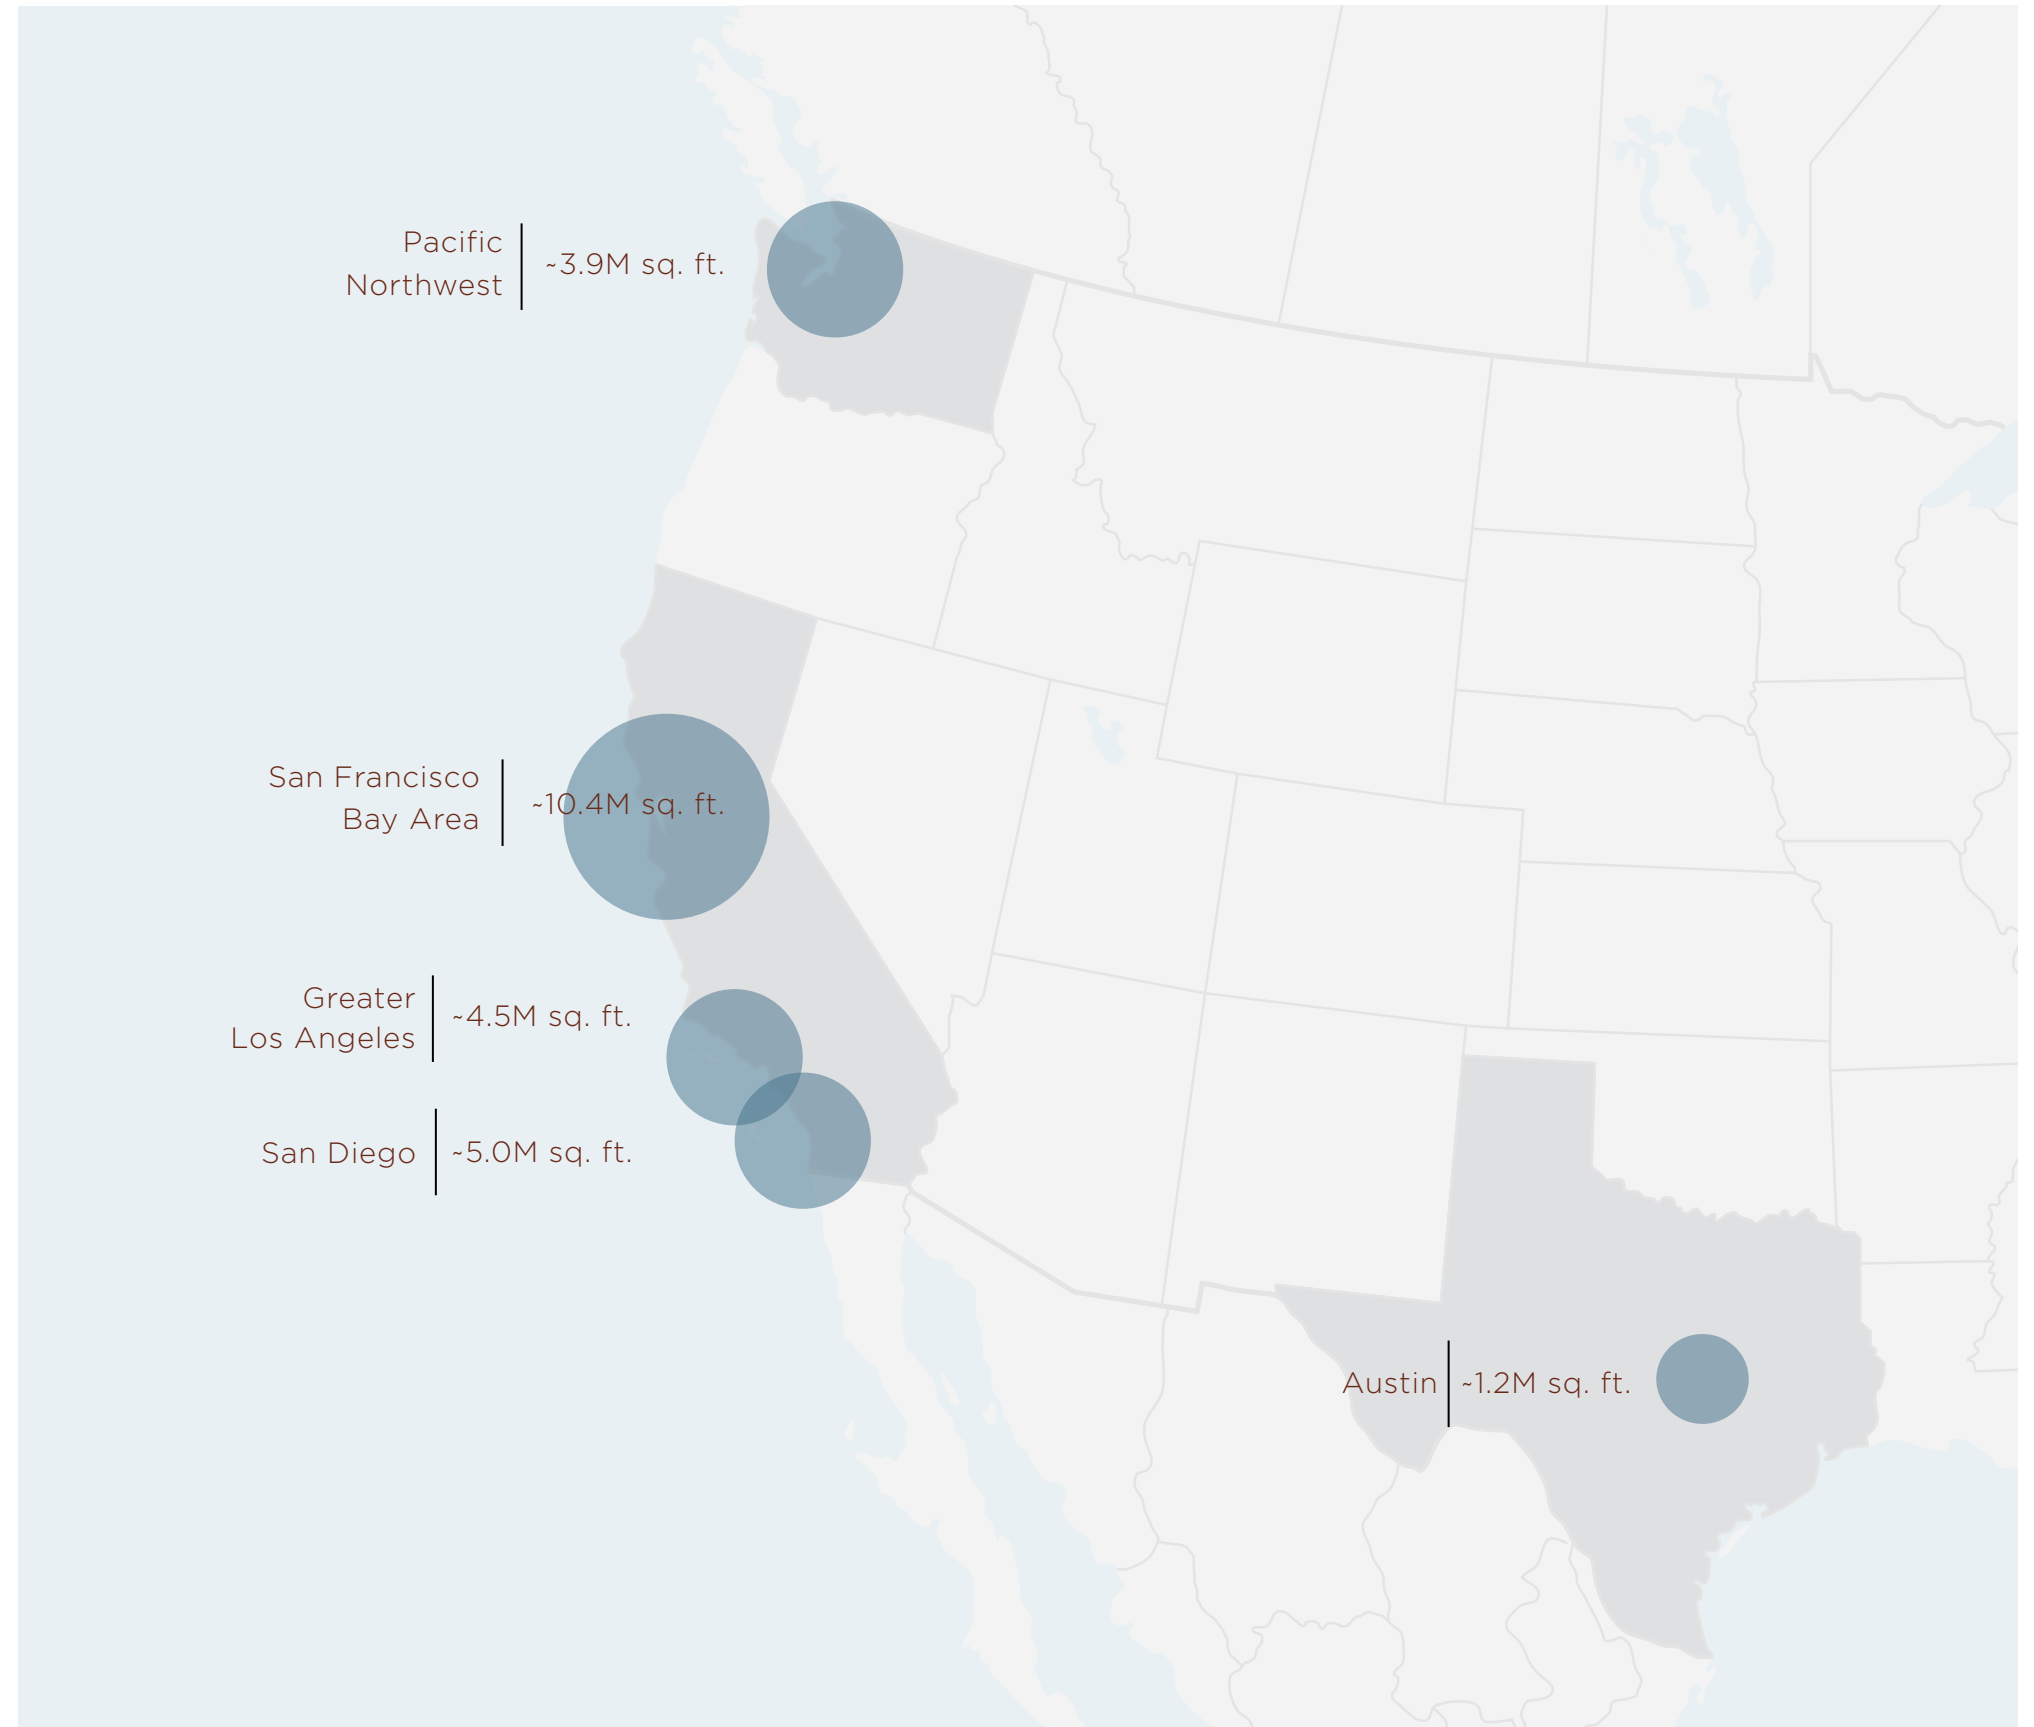 Pacific
Northwest
~3.9M sq. ft.
San Francisco
Bay Area
~10.4M sq. ft.
Greater
Los Angeles
~4.5M sq. ft.
San Diego
~5.0M sq. ft.
Austin
~1.2M sq. ft.